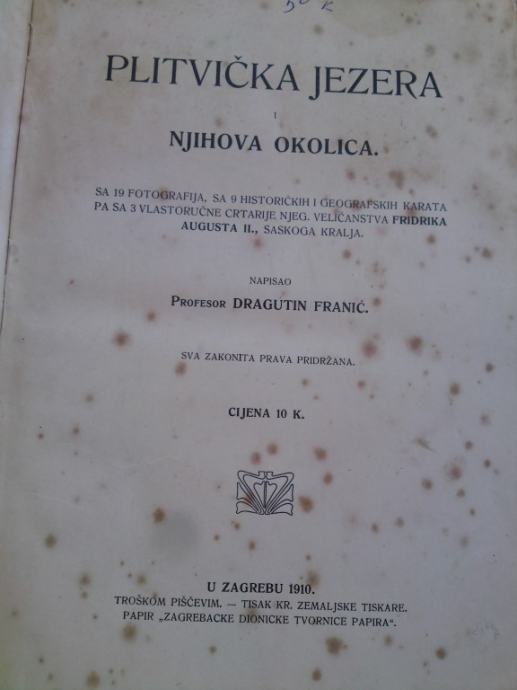 PLITVIČKA JEZERA
I
NJIHOVA OKOLICA.
SA 19 FOTOGRAFIJA, SA 9 HISTORIČKIH I GEOGRAFSKIH KARATA
PA SA 3 VLASTORUČNE CRTARIJE NJEG. VELIČANSTVA FRIDRIKA
AUGUSTA II., SASKOGA KRALJA.
NAPISAO
PROFESOR DRAGUTIN FRANIĆ.
SVA ZAKONITA PRAVA PRIDRŽANA.
CIJENA 10 K.
U ZAGREBU 1910.
TROŠKOM PIŠČEVIM. — TISAK KR. ZEMALJSKE TISKARE.
PAPIR „ZAGREBAČKE DIONIČKE TVORNICE PAPIRA“.